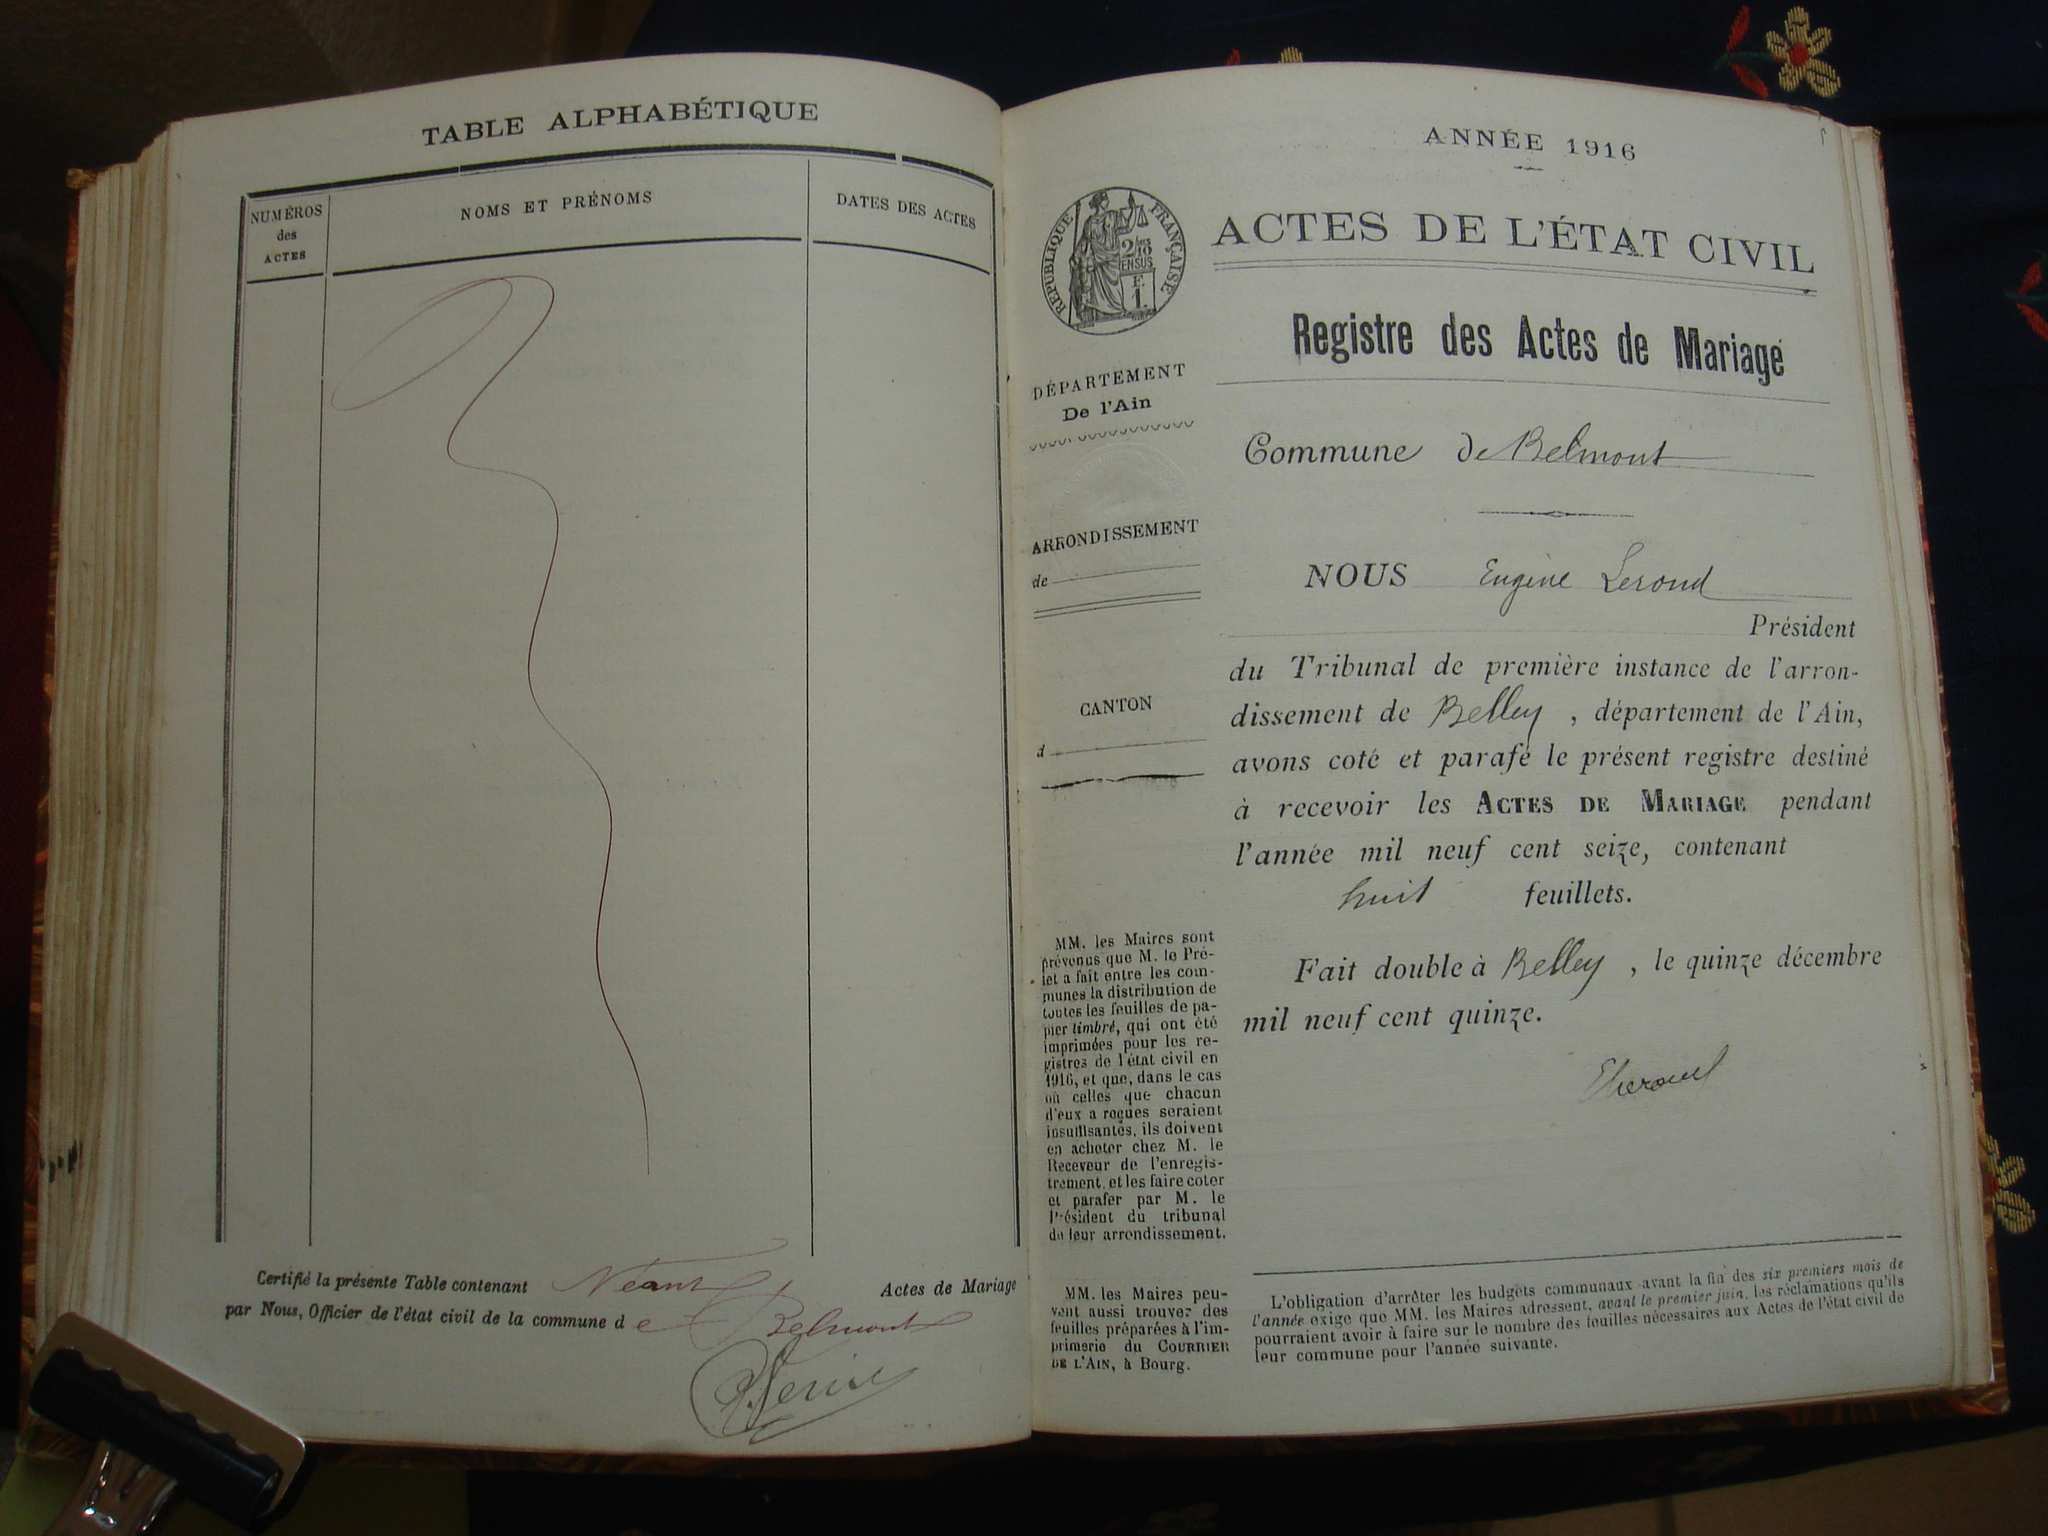 TABLE ALPHABÉTIQUE
NUMÉROS
des
ACTES
NOMS ET PRÉNOMS
DATES DES ACTES
Certifié la présente Table contenant Néant Actes de Mariage
par Nous, Officier de l'état civil de la commune de Belmont
ANNÉE 1916
RÉPUBLIQUE FRANÇAISE
ACTES DE L'ÉTAT CIVIL
Registre des Actes de Mariage
DÉPARTEMENT
De l'Ain
ARRONDISSEMENT
de
CANTON
d
MM. les Maires sont
prévenus que M. le Pré-
fet a fait entre les com-
munes la distribution de
toutes les feuilles de pa-
pier timbré, qui ont été
imprimées pour les re-
gistres de l'état civil en
1916, et que, dans le cas
où celles que chacun
d'eux a reçues seraient
insuffisantes, ils doivent
en acheter chez M. le
Receveur de l'enregis-
trement, et les faire coter
et parafer par M. le
Président du tribunal
de leur arrondissement.
MM. les Maires peu-
vent aussi trouver des
feuilles préparées à l'im-
primerie du COURRIER
DE L'AIN, à Bourg.
Commune de Belmont
NOUS Eugène Lerond
Président
du Tribunal de première instance de l'arron-
dissement de Belley, département de l'Ain,
avons coté et parafé le présent registre destiné
à recevoir les ACTES DE MARIAGE pendant
l'année mil neuf cent seize, contenant
huit feuillets.
Fait double à Belley, le quinze décembre
mil neuf cent quinze.
L'obligation d'arrêter les budgets communaux avant la fin des six premiers mois de
l'année exige que MM. les Maires adressent, avant le premier juin, les réclamations qu'ils
pourraient avoir à faire sur le nombre des feuilles nécessaires aux Actes de l'état civil de
leur commune pour l'année suivante.